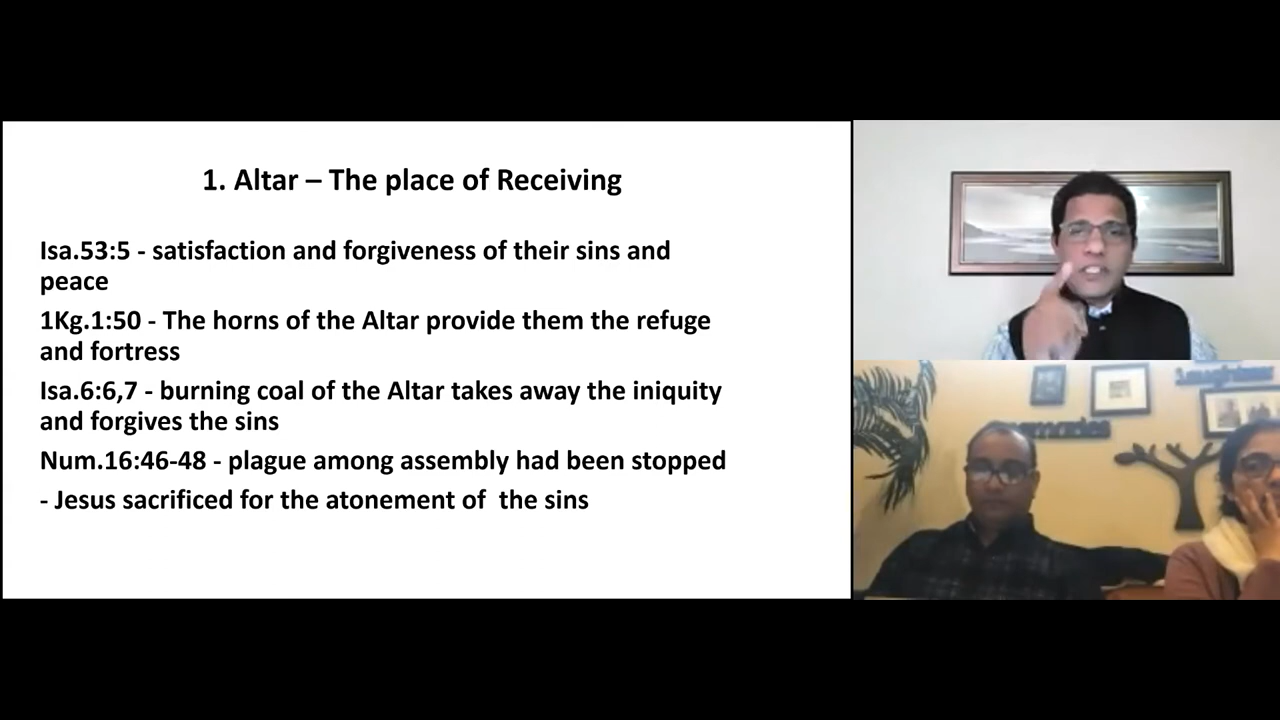 1. Altar – The place of Receiving
Isa.53:5 - satisfaction and forgiveness of their sins and
peace
1Kg.1:50 - The horns of the Altar provide them the refuge
and fortress
Isa.6:6,7 - burning coal of the Altar takes away the iniquity
and forgives the sins
Num.16:46-48 - plague among assembly had been stopped
- Jesus sacrificed for the atonement of  the sins